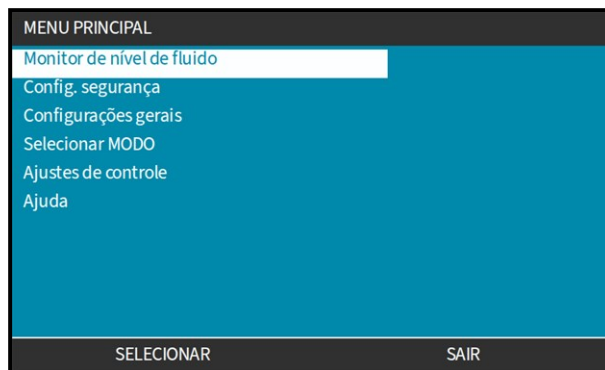 MENU PRINCIPAL
Monitor de nível de fluido
Config. segurança
Configurações gerais
Selecionar MODO
Ajustes de controle
Ajuda
SELECIONAR SAIR